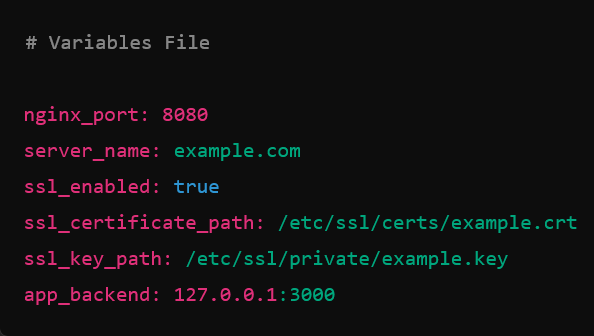 # Variables File
nginx_port: 8080
server_name: example.com
ssl_enabled: true
ssl_certificate_path: /etc/ssl/certs/example.crt
ssl_key_path: /etc/ssl/private/example.key
app_backend: 127.0.0.1:3000